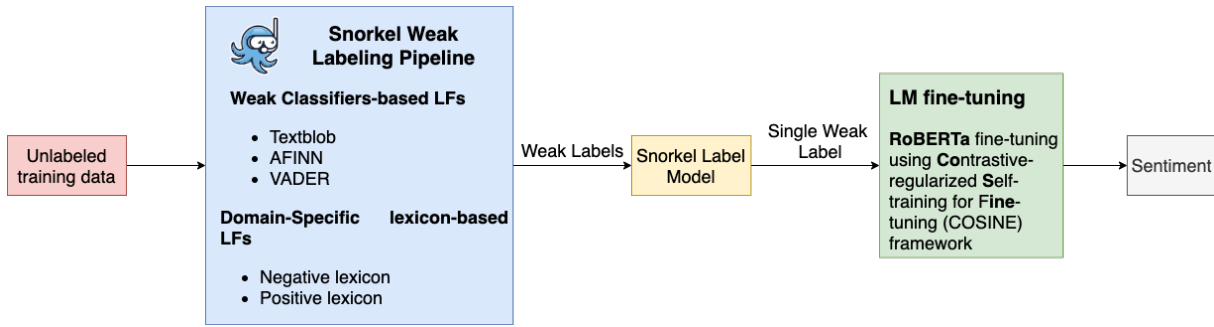 Unlabeled
training data
Snorkel Weak
Labeling Pipeline
Weak Classifiers-based LFs
• Textblob
• AFINN
• VADER
Domain-Specific lexicon-based
LFs
• Negative lexicon
• Positive lexicon
Weak Labels
Snorkel Label
Model
Single Weak
Label
LM fine-tuning
RoBERTa fine-tuning
using Contrastive-
regularized Self-
training for Fine-
tuning (COSINE)
framework
Sentiment